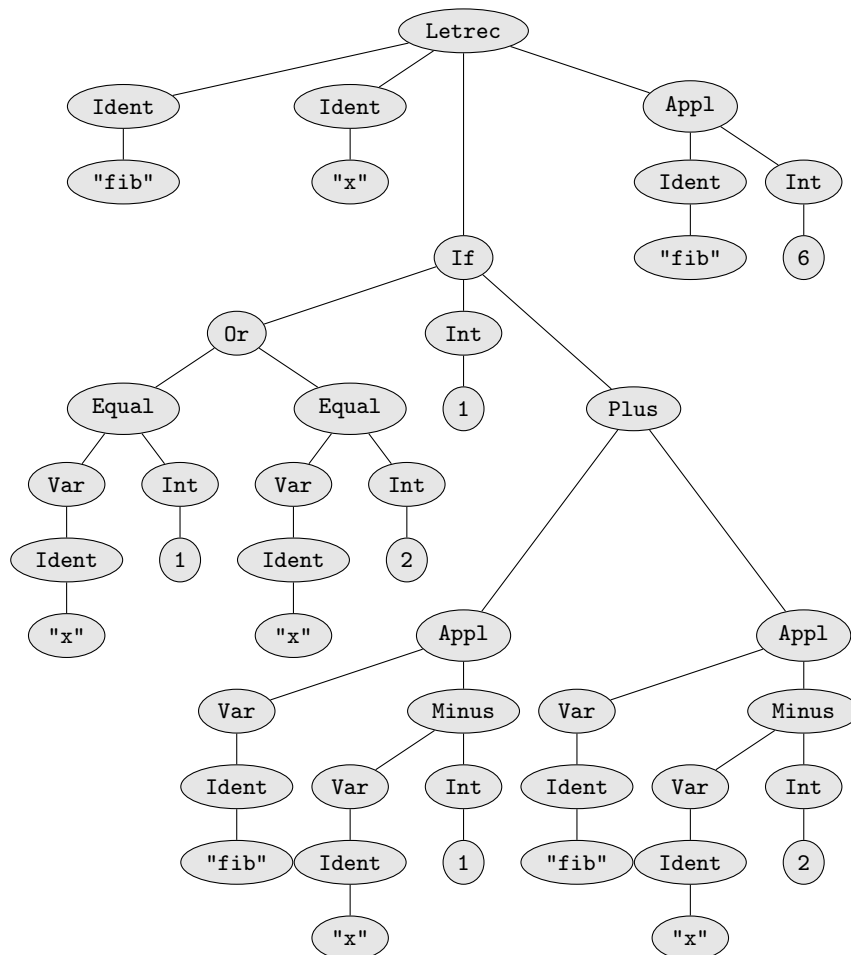 Letrec
Ident Ident Appl
"fib" "x" Ident Int
If "fib" 6
Or Int
Equal Equal 1 Plus
Var Int Var Int
Ident 1 Ident 2
"x" "x" Appl Appl
Var Minus Var Minus
Ident Var Int Ident Var Int
"fib" Ident 1 "fib" Ident 2
"x" "x"